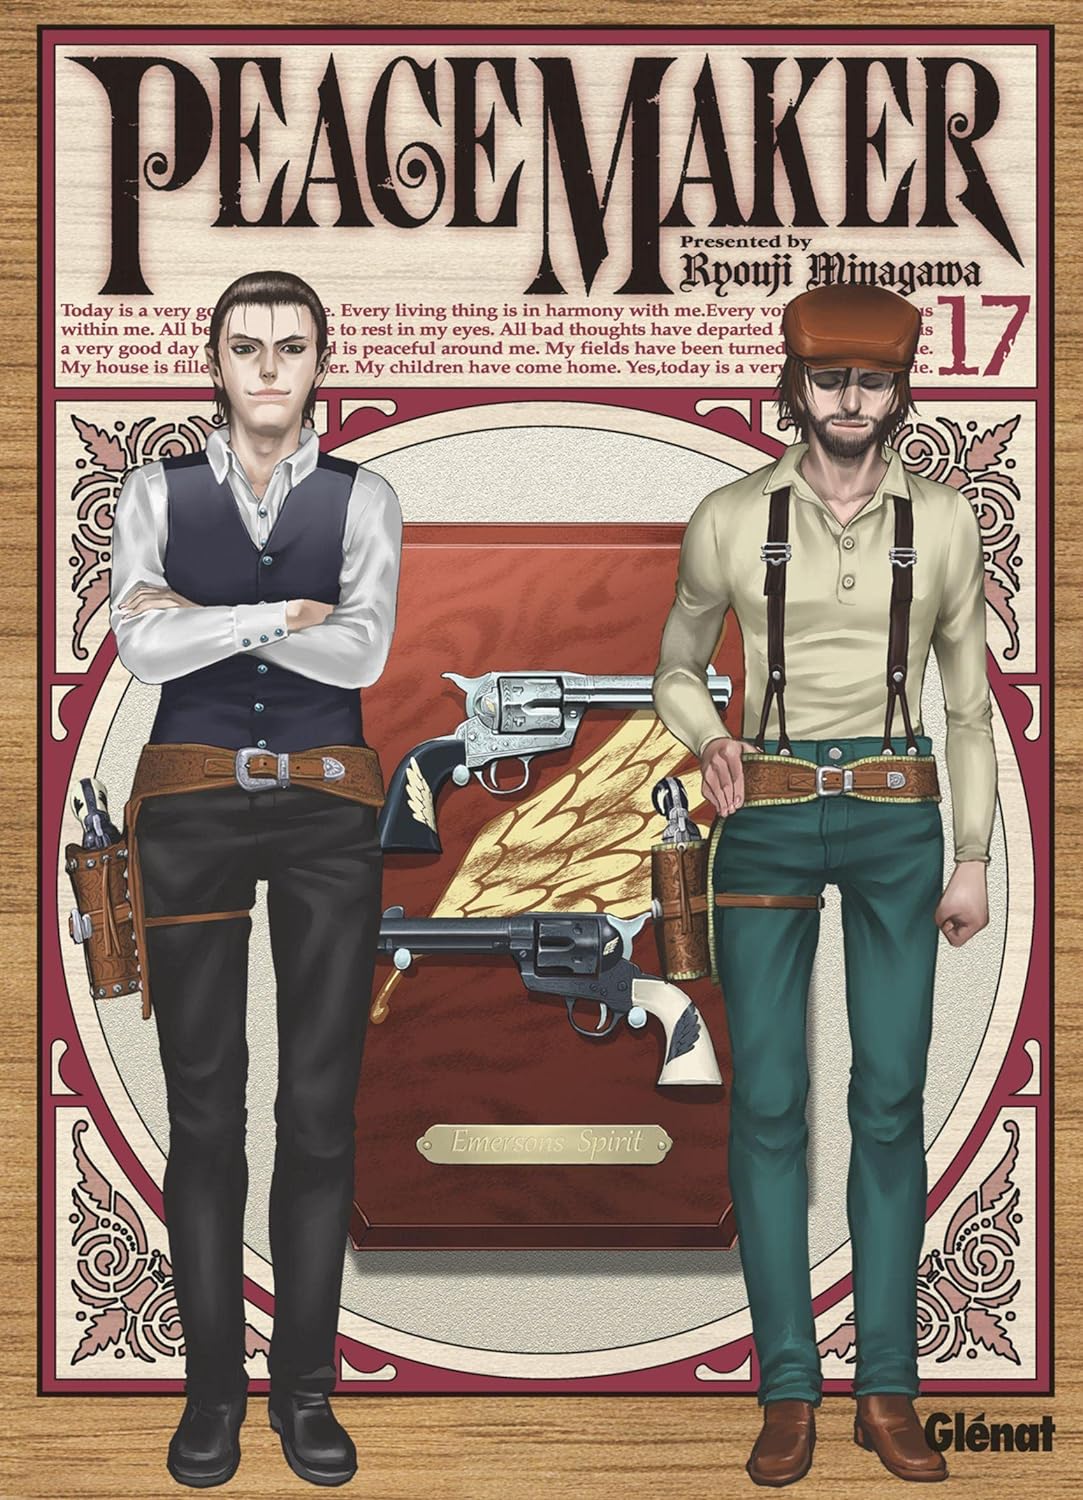 PEACEMAKER
Presented by
Ryouji Minagawa
17
Today is a very go e. Every living thing is in harmony with me.Every voi us
within me. All be e to rest in my eyes. All bad thoughts have departed f is
a very good day d is peaceful around me. My fields have been turned e.
My house is fille er. My children have come home. Yes,today is a very ie.
Emersons Spirit
Glénat